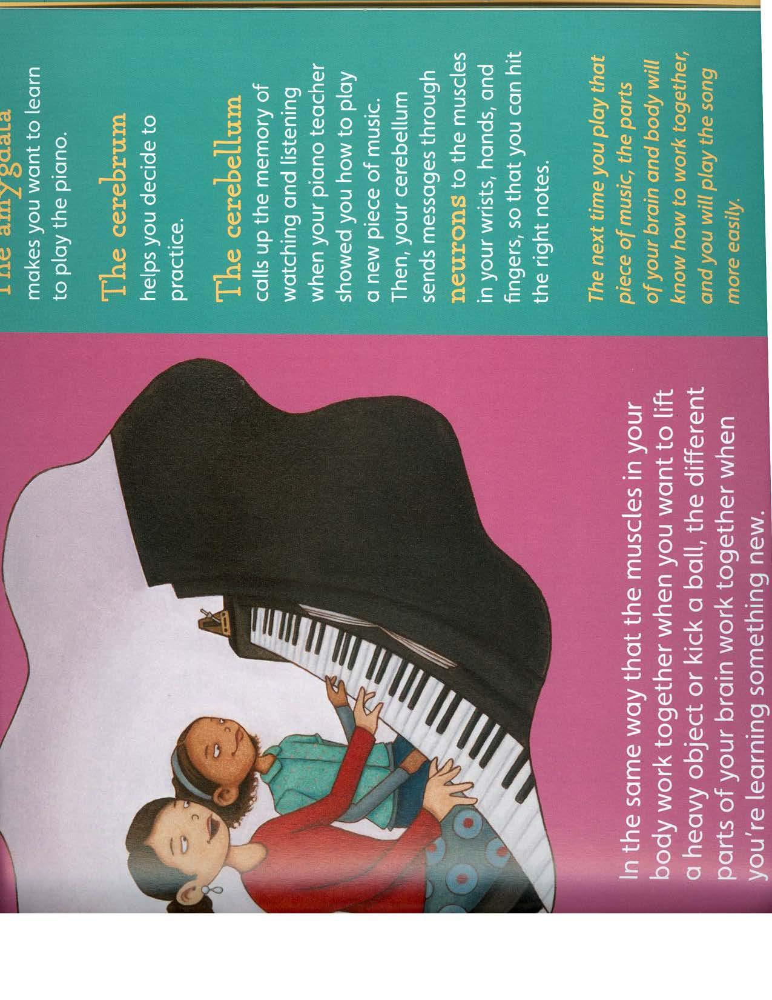 In the same way that the muscles in your
body work together when you want to lift
a heavy object or kick a ball, the different
parts of your brain work together when
you're learning something new.
The amygdala
makes you want to learn
to play the piano.
The cerebrum
helps you decide to
practice.
The cerebellum
calls up the memory of
watching and listening
when your piano teacher
showed you how to play
a new piece of music.
Then, your cerebellum
sends messages through
neurons to the muscles
in your wrists, hands, and
fingers, so that you can hit
the right notes.
The next time you play that
piece of music, the parts
of your brain and body will
know how to work together,
and you will play the song
more easily.